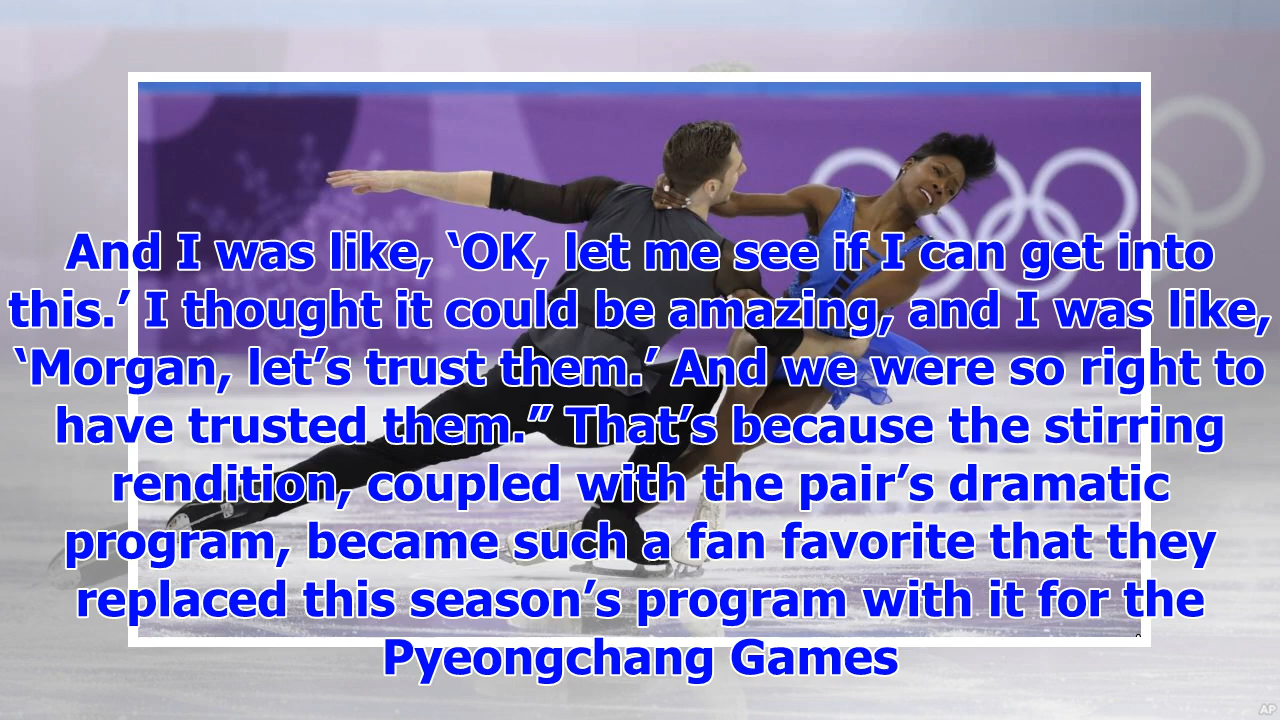 And I was like, ‘OK, let me see if I can get into
this.’ I thought it could be amazing, and I was like,
‘Morgan, let’s trust them.’ And we were so right to
have trusted them.” That’s because the stirring
rendition, coupled with the pair’s dramatic
program, became such a fan favorite that they
replaced this season’s program with it for the
Pyeongchang Games
AP